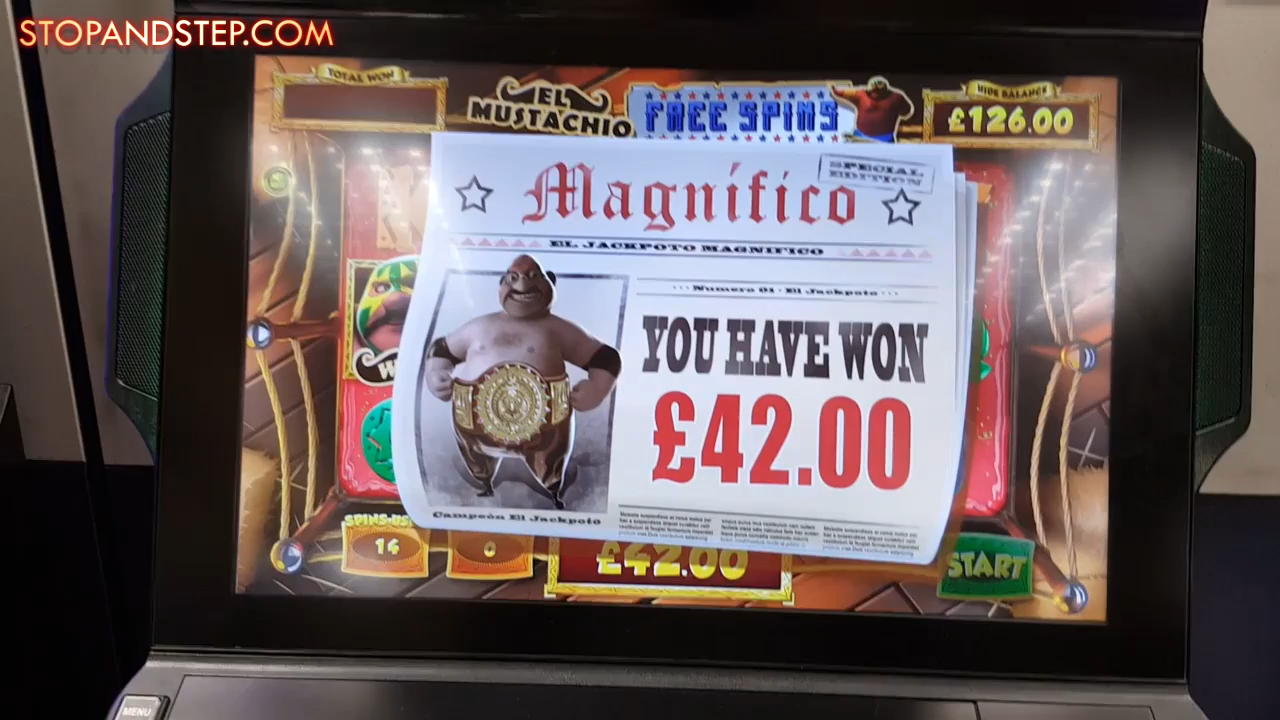 STOPANDSTEP.COM
TOTAL WON
EL
MUSTACHIO
FREE SPINS
HIDE BALANCE
£126.00
Magnífico
SPECIAL
EDITION
EL JACKPOTO MAGNIFICO
Numero 01 · El Jackpoto
YOU HAVE WON
£42.00
Campeón El Jackpoto
14
0
£42.00
START
MENU